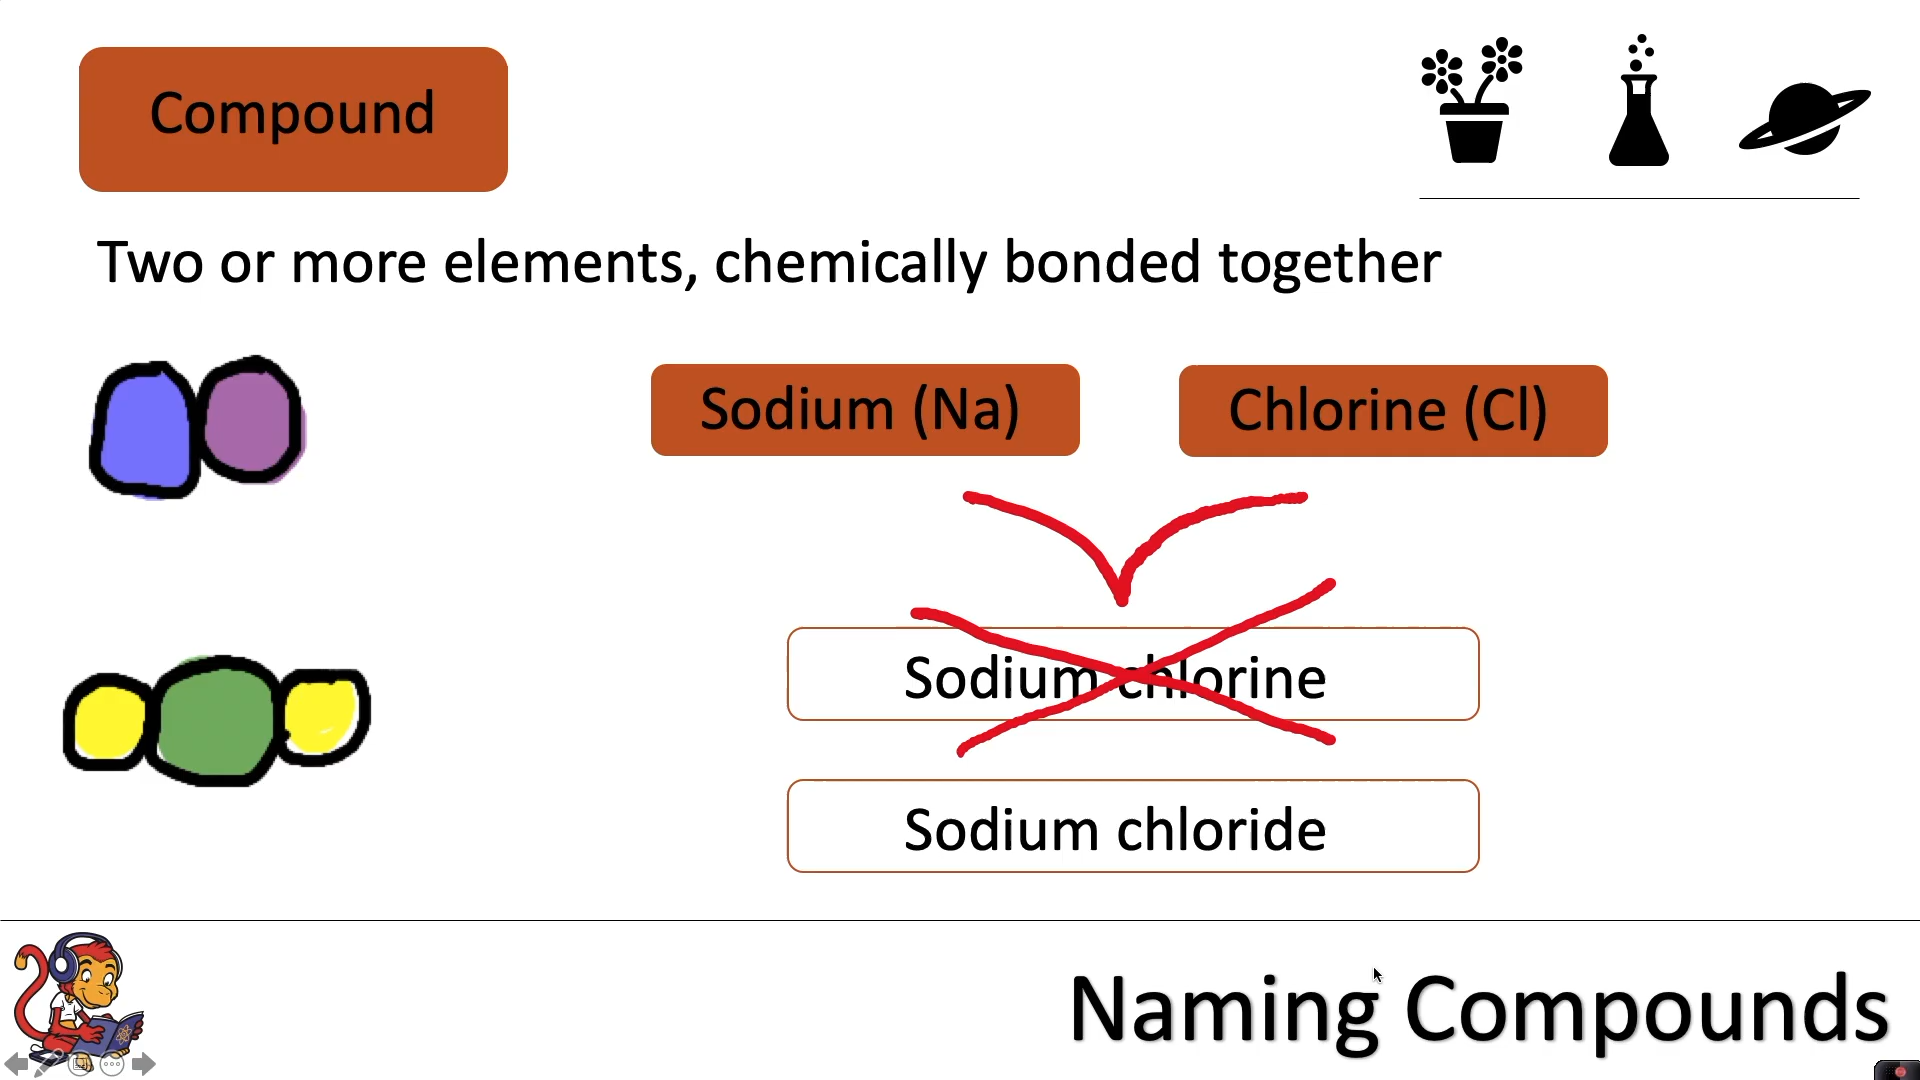 Compound
Two or more elements, chemically bonded together
Sodium (Na)
Chlorine (Cl)
Sodium chlorine
Sodium chloride
Naming Compounds